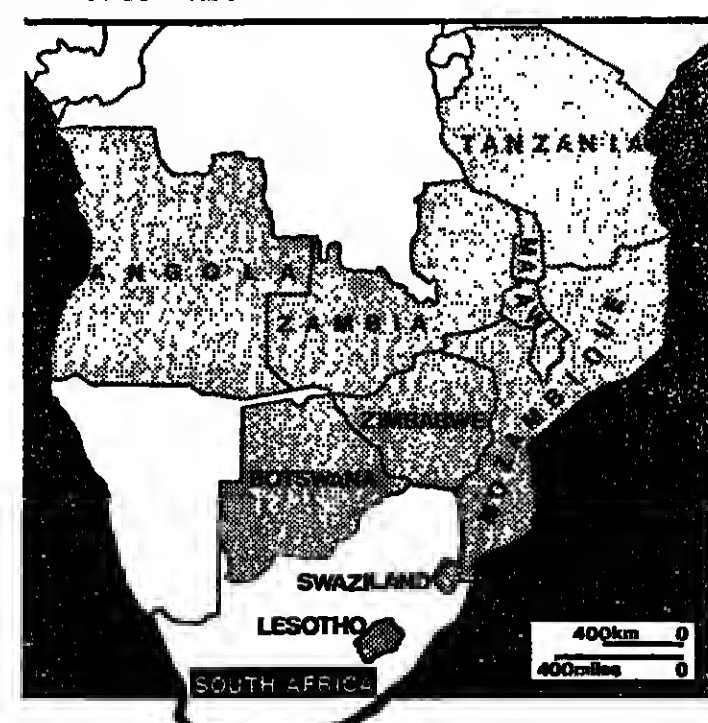 TANZANIA
MALAWI
ANGOLA
ZAMBIA
MOZAMBIQUE
ZIMBABWE
BOTSWANA
SWAZILAND
LESOTHO
SOUTH AFRICA
400km 0
400miles 0